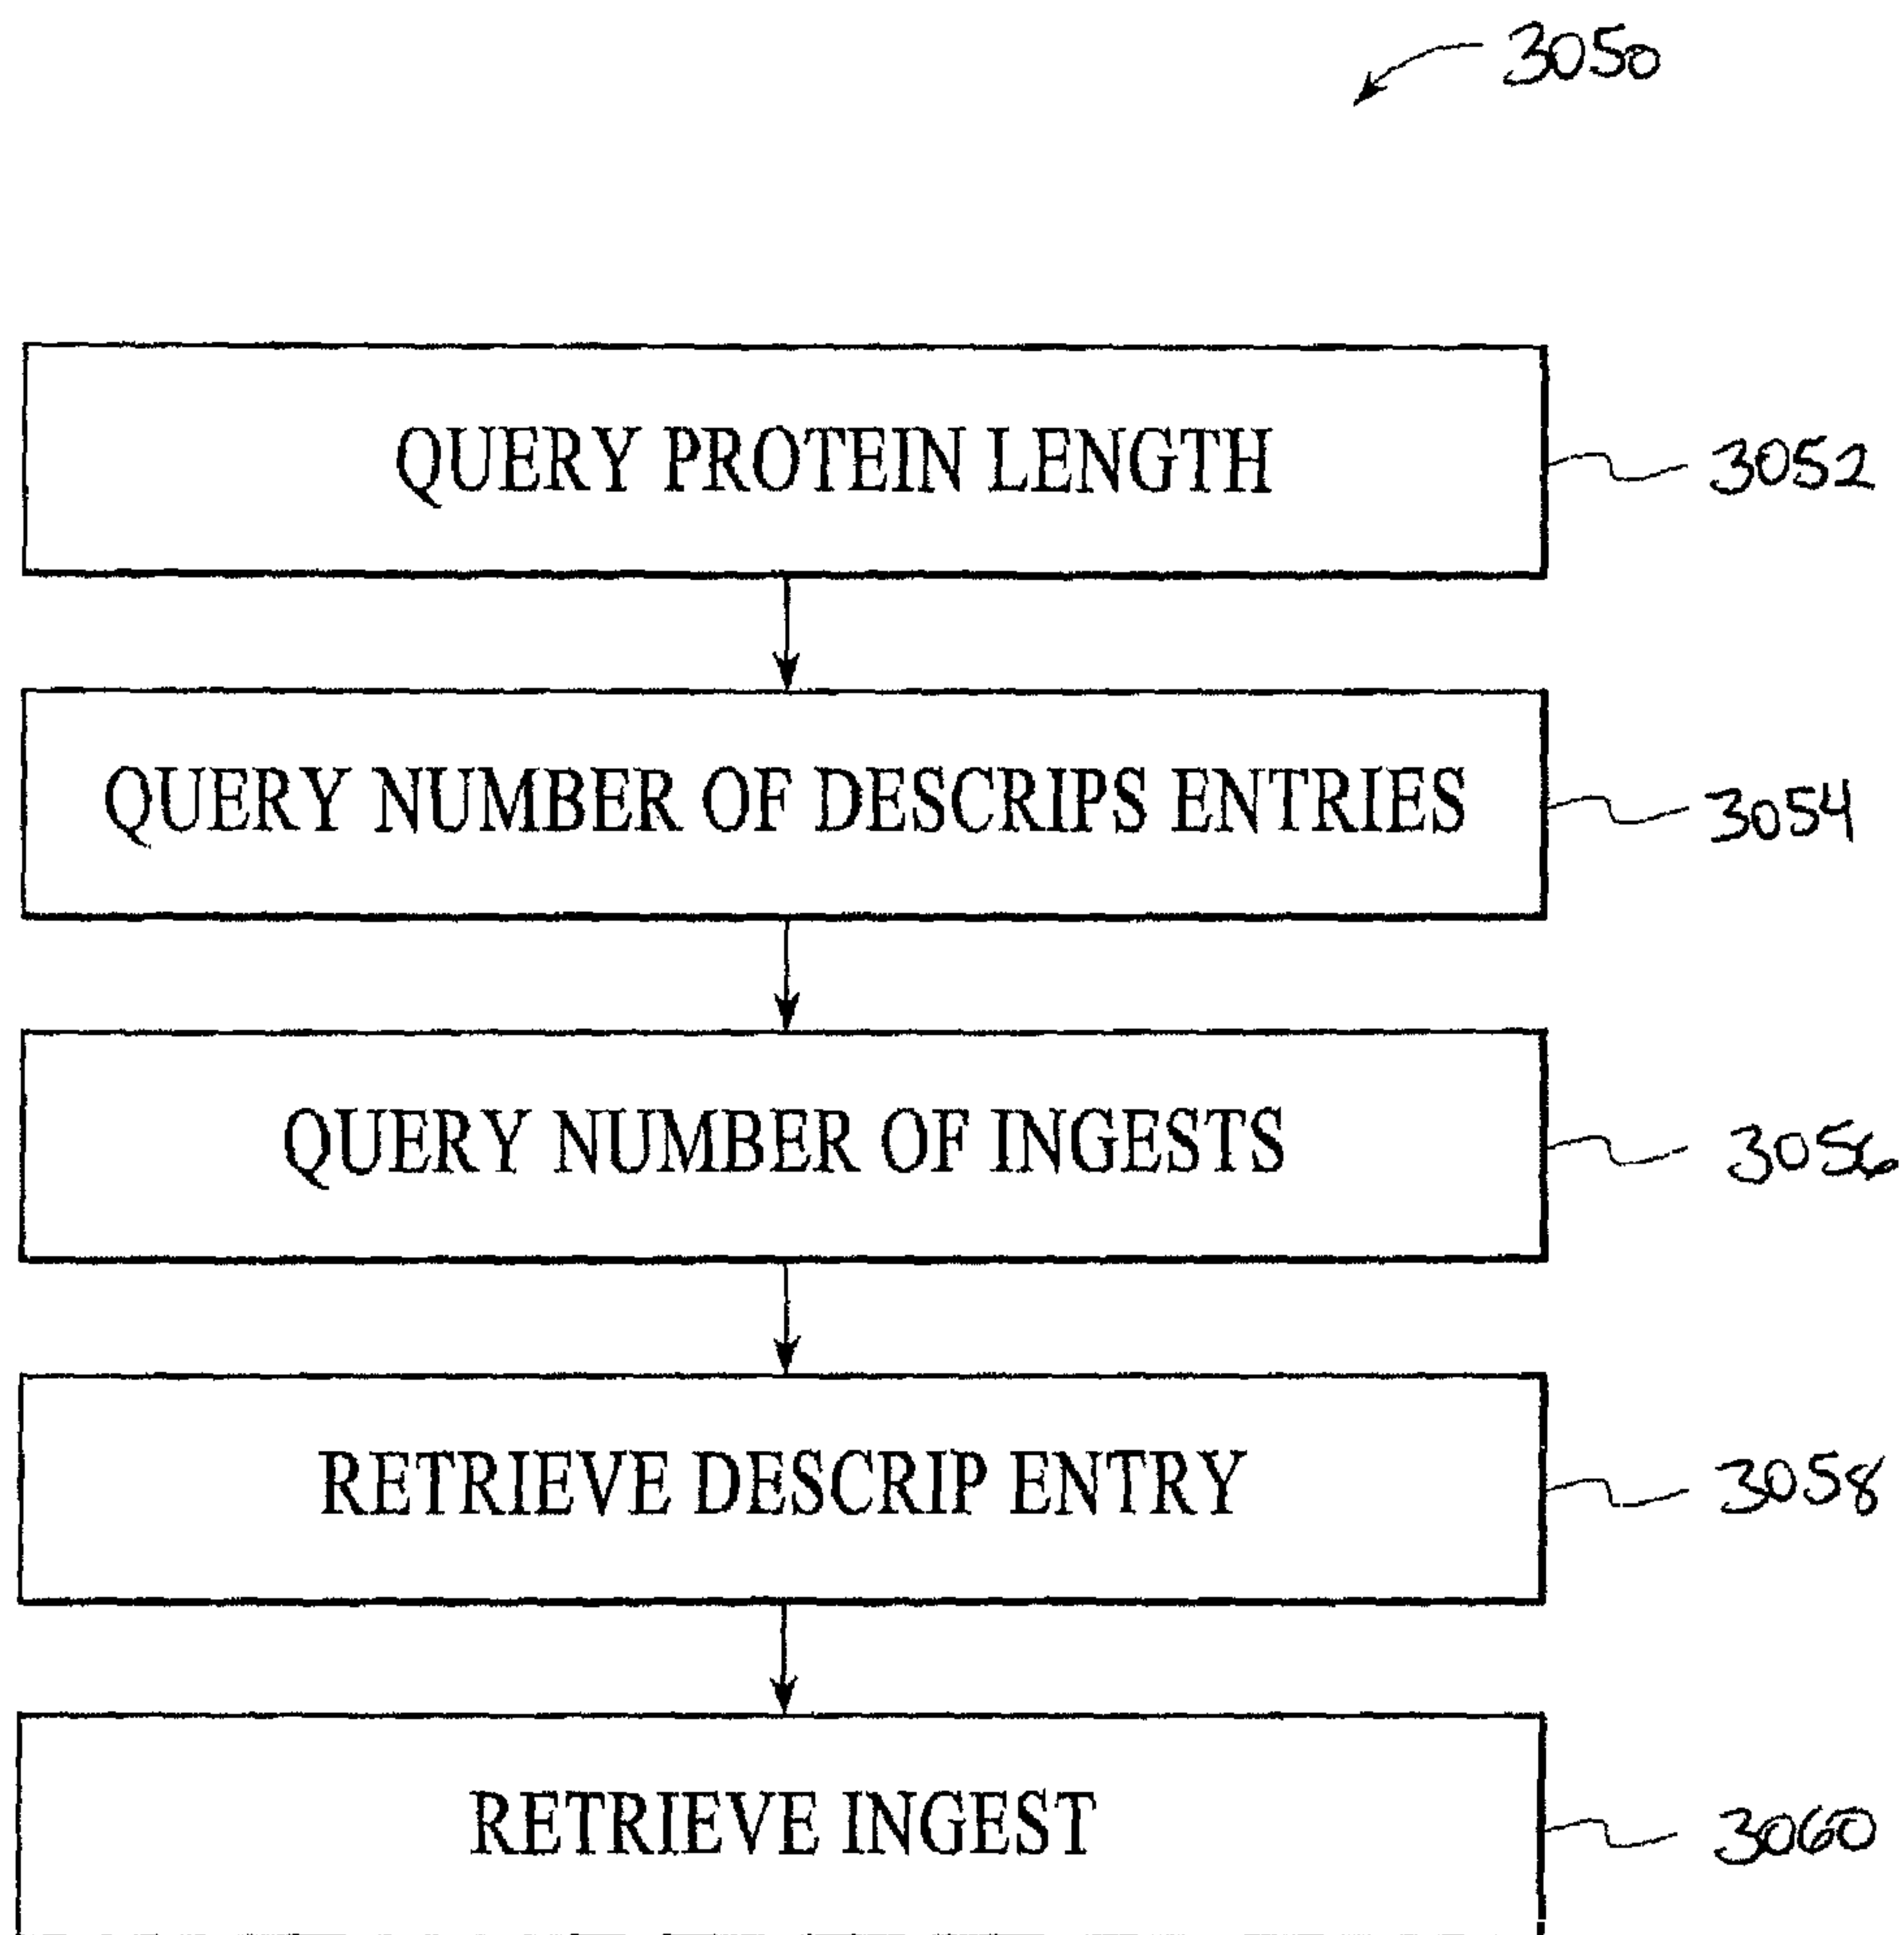 3050
QUERY PROTEIN LENGTH
3052
QUERY NUMBER OF DESCRIPS ENTRIES
3054
QUERY NUMBER OF INGESTS
3056
RETRIEVE DESCRIP ENTRY
3058
RETRIEVE INGEST
3060